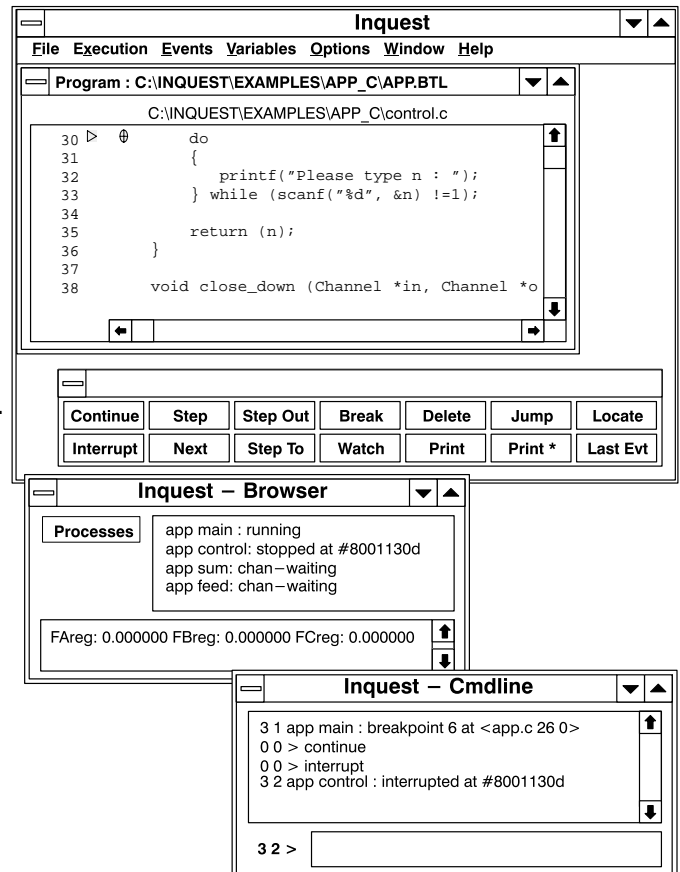 Inquest
File Execution Events Variables Options Window Help
Program : C:\INQUEST\EXAMPLES\APP_C\APP.BTL
C:\INQUEST\EXAMPLES\APP_C\control.c
30 do
31 {
32 printf("Please type n : ");
33 } while (scanf("%d", &n) !=1);
34
35 return (n);
36 }
37
38 void close_down (Channel *in, Channel *o
Continue Step Step Out Break Delete Jump Locate
Interrupt Next Step To Watch Print Print * Last Evt
Inquest – Browser
Processes
app main : running
app control: stopped at #8001130d
app sum: chan–waiting
app feed: chan–waiting
FAreg: 0.000000 FBreg: 0.000000 FCreg: 0.000000
Inquest – Cmdline
3 1 app main : breakpoint 6 at <app.c 26 0>
0 0 > continue
0 0 > interrupt
3 2 app control : interrupted at #8001130d
3 2 >